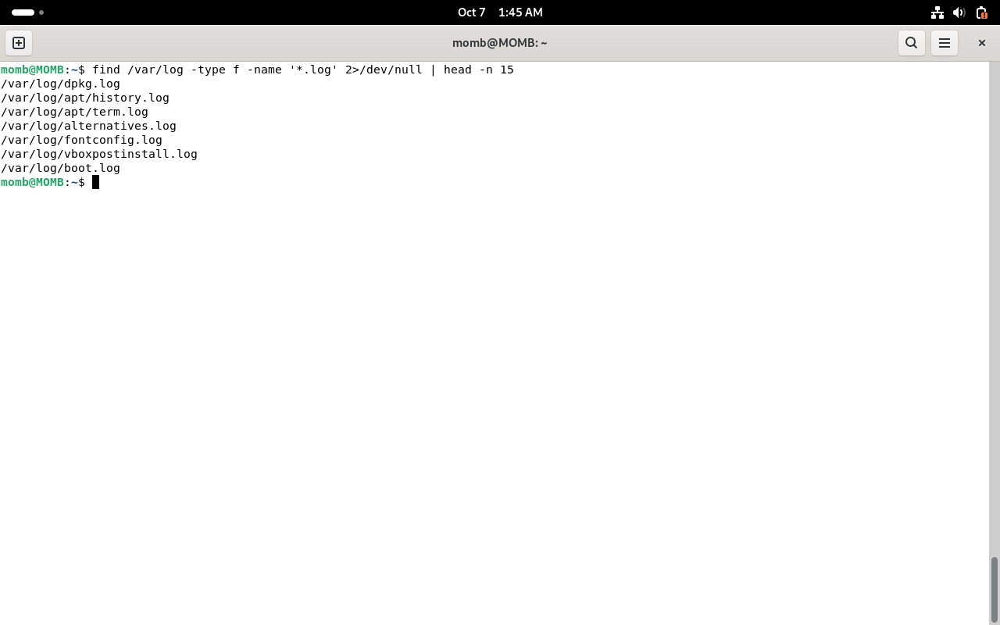 Oct 7 1:45 AM
momb@MOMB: ~
momb@MOMB:~$ find /var/log -type f -name '*.log' 2>/dev/null | head -n 15
/var/log/dpkg.log
/var/log/apt/history.log
/var/log/apt/term.log
/var/log/alternatives.log
/var/log/fontconfig.log
/var/log/vboxpostinstall.log
/var/log/boot.log
momb@MOMB:~$